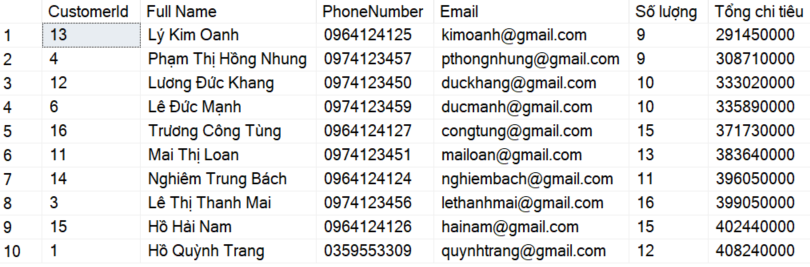 CustomerId Full Name PhoneNumber Email Số lượng Tổng chi tiêu
1 13 Lý Kim Oanh 0964124125 kimoanh@gmail.com 9 291450000
2 4 Phạm Thị Hồng Nhung 0974123457 pthongnhung@gmail.com 9 308710000
3 12 Lương Đức Khang 0974123450 duckhang@gmail.com 10 333020000
4 6 Lê Đức Mạnh 0974123459 ducmanh@gmail.com 10 335890000
5 16 Trương Công Tùng 0964124127 congtung@gmail.com 15 371730000
6 11 Mai Thị Loan 0974123451 mailoan@gmail.com 13 383640000
7 14 Nghiêm Trung Bách 0964124124 nghiembach@gmail.com 11 396050000
8 3 Lê Thị Thanh Mai 0974123456 lethanhmai@gmail.com 16 399050000
9 15 Hồ Hải Nam 0964124126 hainam@gmail.com 15 402440000
10 1 Hồ Quỳnh Trang 0359553309 quynhtrang@gmail.com 12 408240000